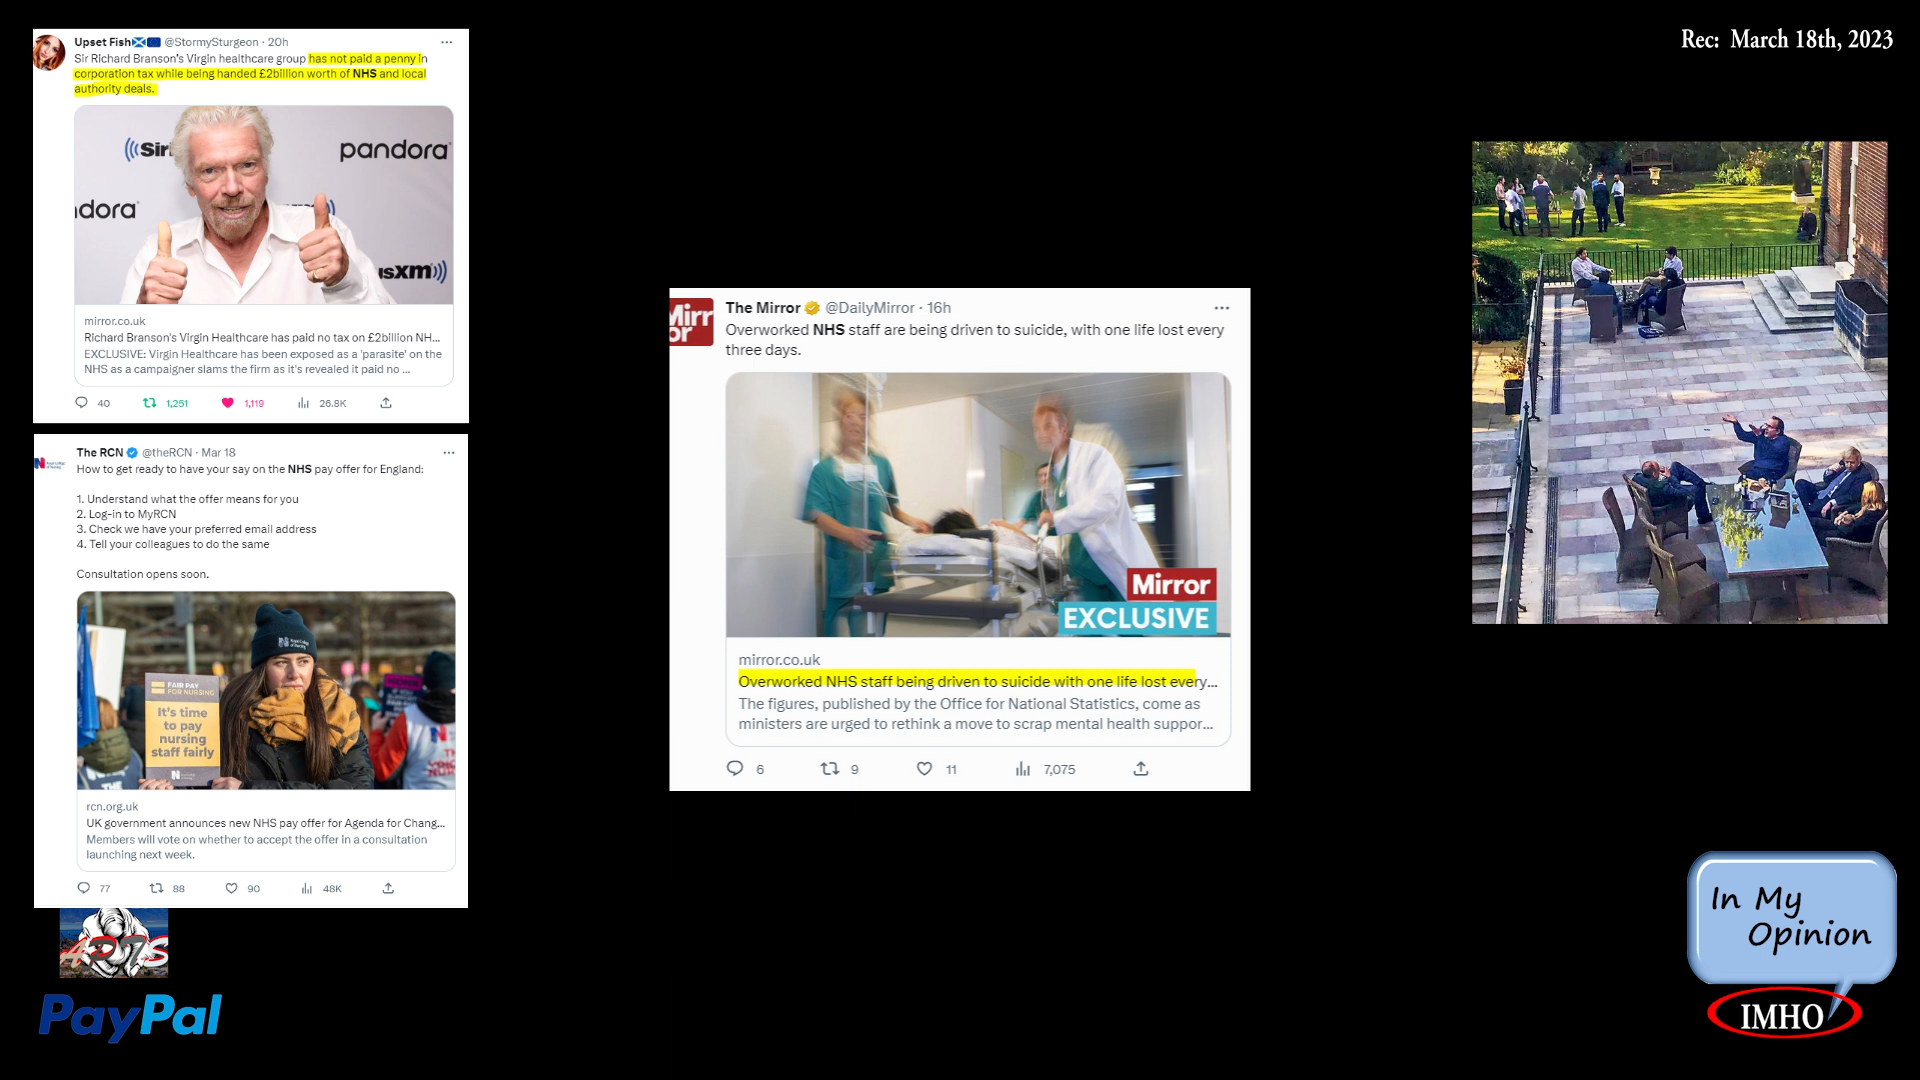 Upset Fish @StormySturgeon · 20h
Sir Richard Branson's Virgin healthcare group has not paid a penny in
corporation tax while being handed £2billion worth of NHS and local
authority deals.
((Siri
pandora
dora
usxm))
mirror.co.uk
Richard Branson's Virgin Healthcare has paid no tax on £2billion NH...
EXCLUSIVE: Virgin Healthcare has been exposed as a 'parasite' on the
NHS as a campaigner slams the firm as it's revealed it paid no ...
40 1,251 1,119 26.8K
The RCN @theRCN · Mar 18
How to get ready to have your say on the NHS pay offer for England:
1. Understand what the offer means for you
2. Log-in to MyRCN
3. Check we have your preferred email address
4. Tell your colleagues to do the same
Consultation opens soon.
FAIR PAY
FOR NURSING
It's time
to pay
nursing
staff fairly
rcn.org.uk
UK government announces new NHS pay offer for Agenda for Chang...
Members will vote on whether to accept the offer in a consultation
launching next week.
77 88 90 48K
PayPal
Mirr
or
The Mirror @DailyMirror · 16h
Overworked NHS staff are being driven to suicide, with one life lost every
three days.
Mirror
EXCLUSIVE
mirror.co.uk
Overworked NHS staff being driven to suicide with one life lost every...
The figures, published by the Office for National Statistics, come as
ministers are urged to rethink a move to scrap mental health suppor...
6 9 11 7,075
Rec: March 18th, 2023
In My
Opinion
IMHO